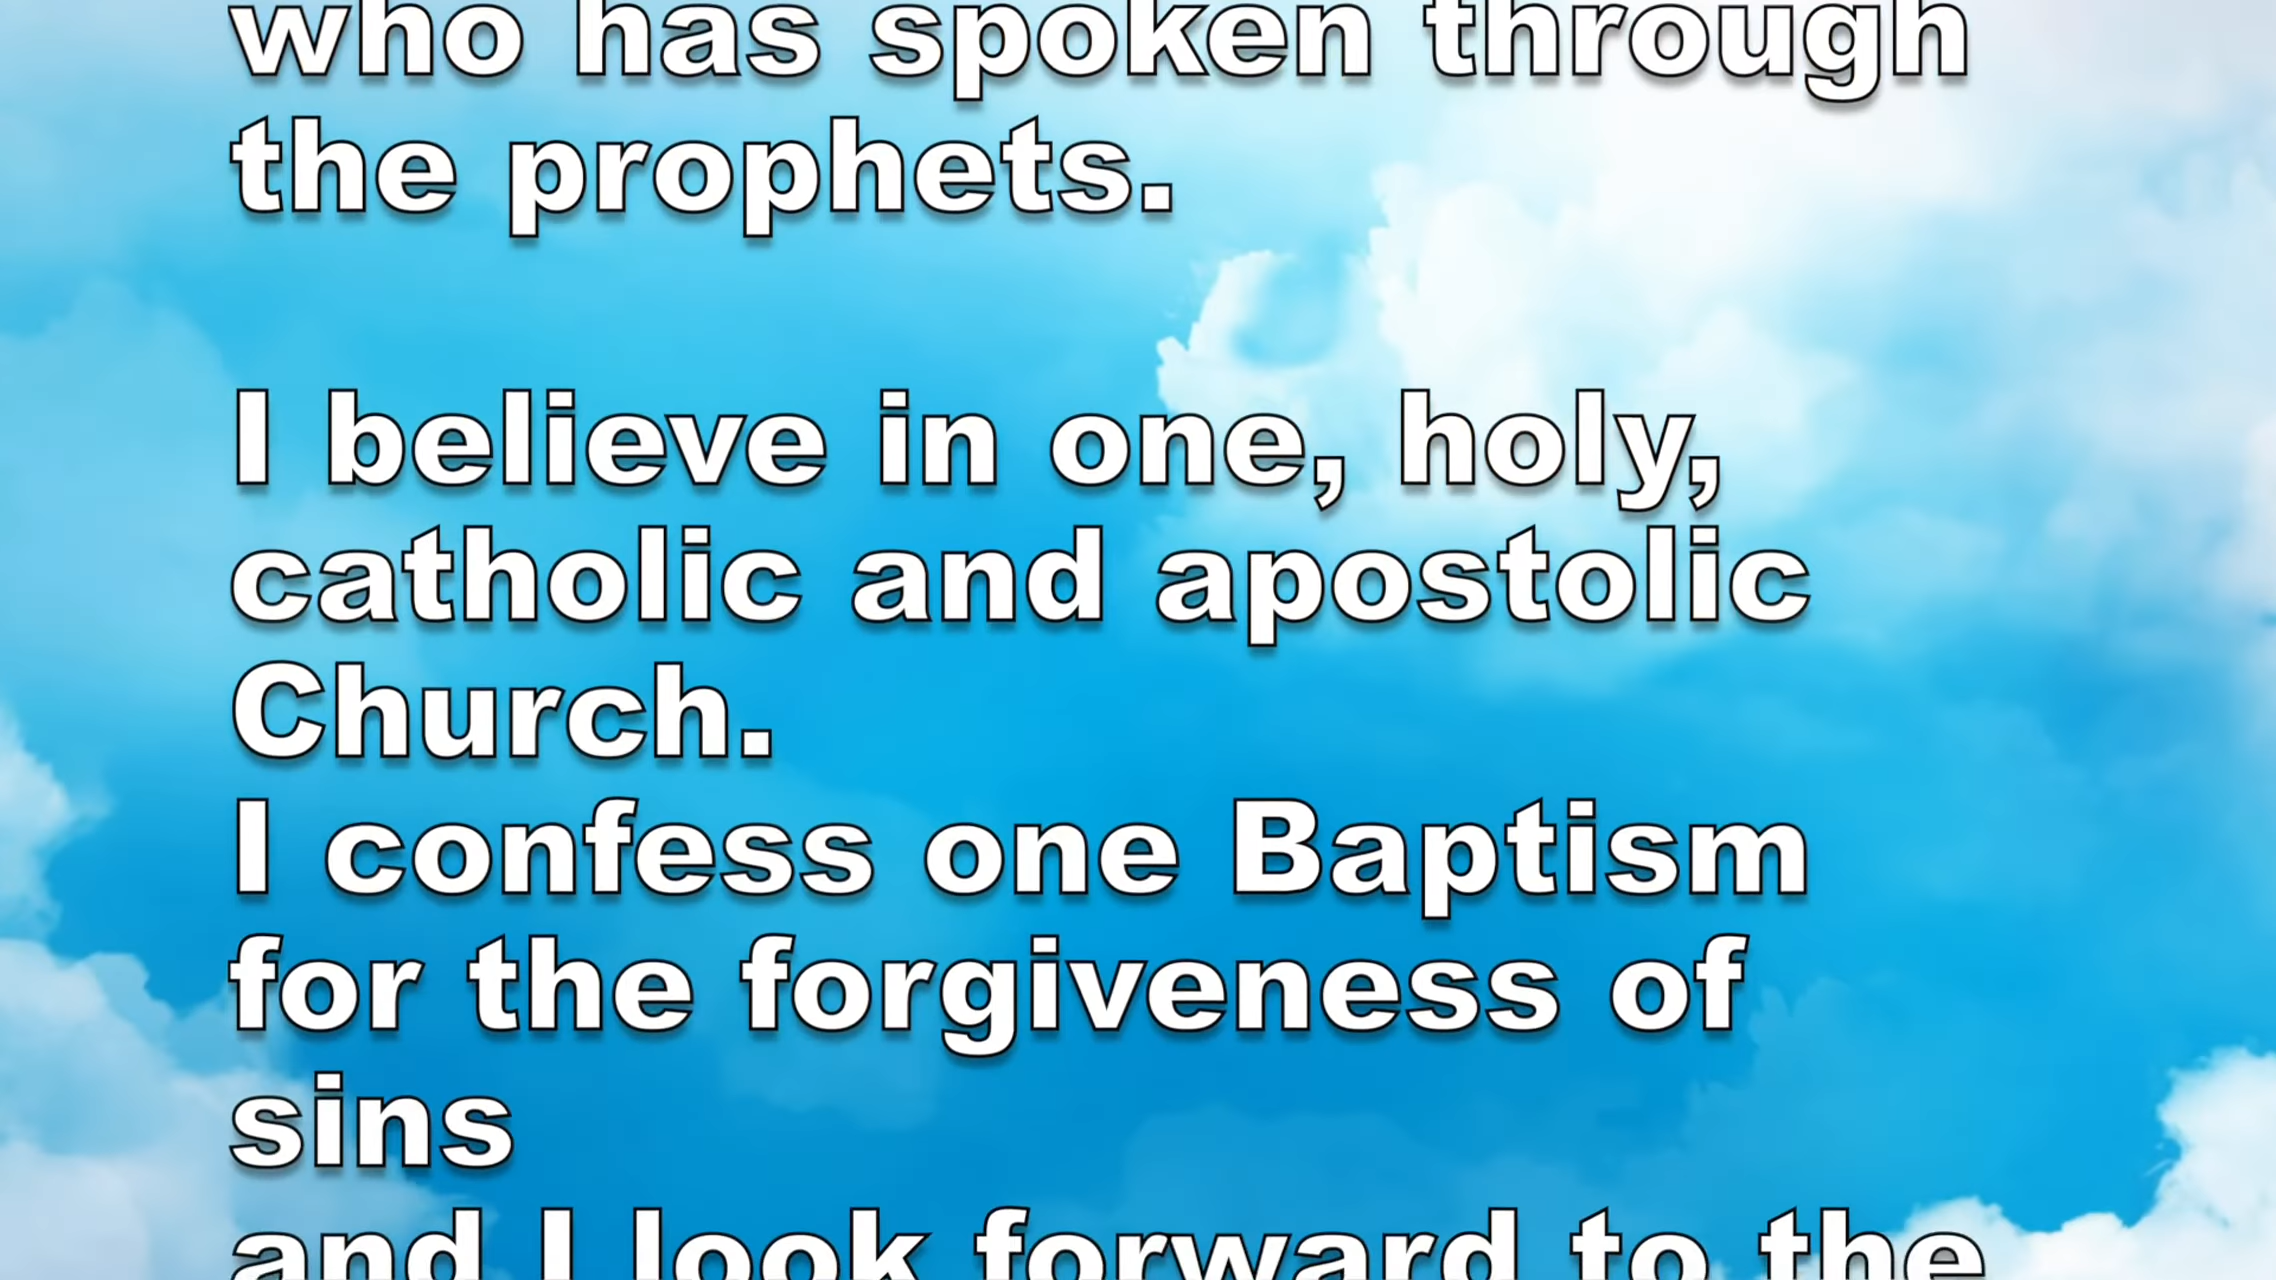 who has spoken through
the prophets.
I believe in one, holy,
catholic and apostolic
Church.
I confess one Baptism
for the forgiveness of
sins
and I look forward to the